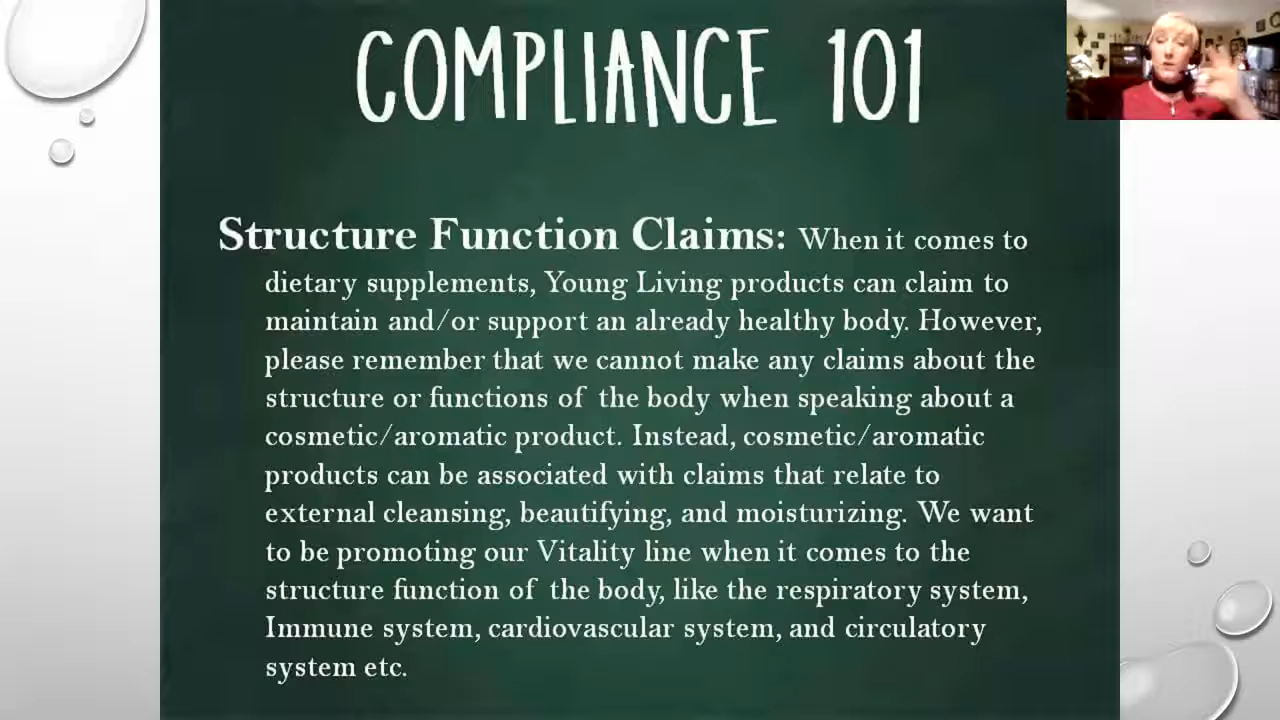 COMPLIANCE 101
Structure Function Claims: When it comes to
dietary supplements, Young Living products can claim to
maintain and/or support an already healthy body. However,
please remember that we cannot make any claims about the
structure or functions of the body when speaking about a
cosmetic/aromatic product. Instead, cosmetic/aromatic
products can be associated with claims that relate to
external cleansing, beautifying, and moisturizing. We want
to be promoting our Vitality line when it comes to the
structure function of the body, like the respiratory system,
Immune system, cardiovascular system, and circulatory
system etc.